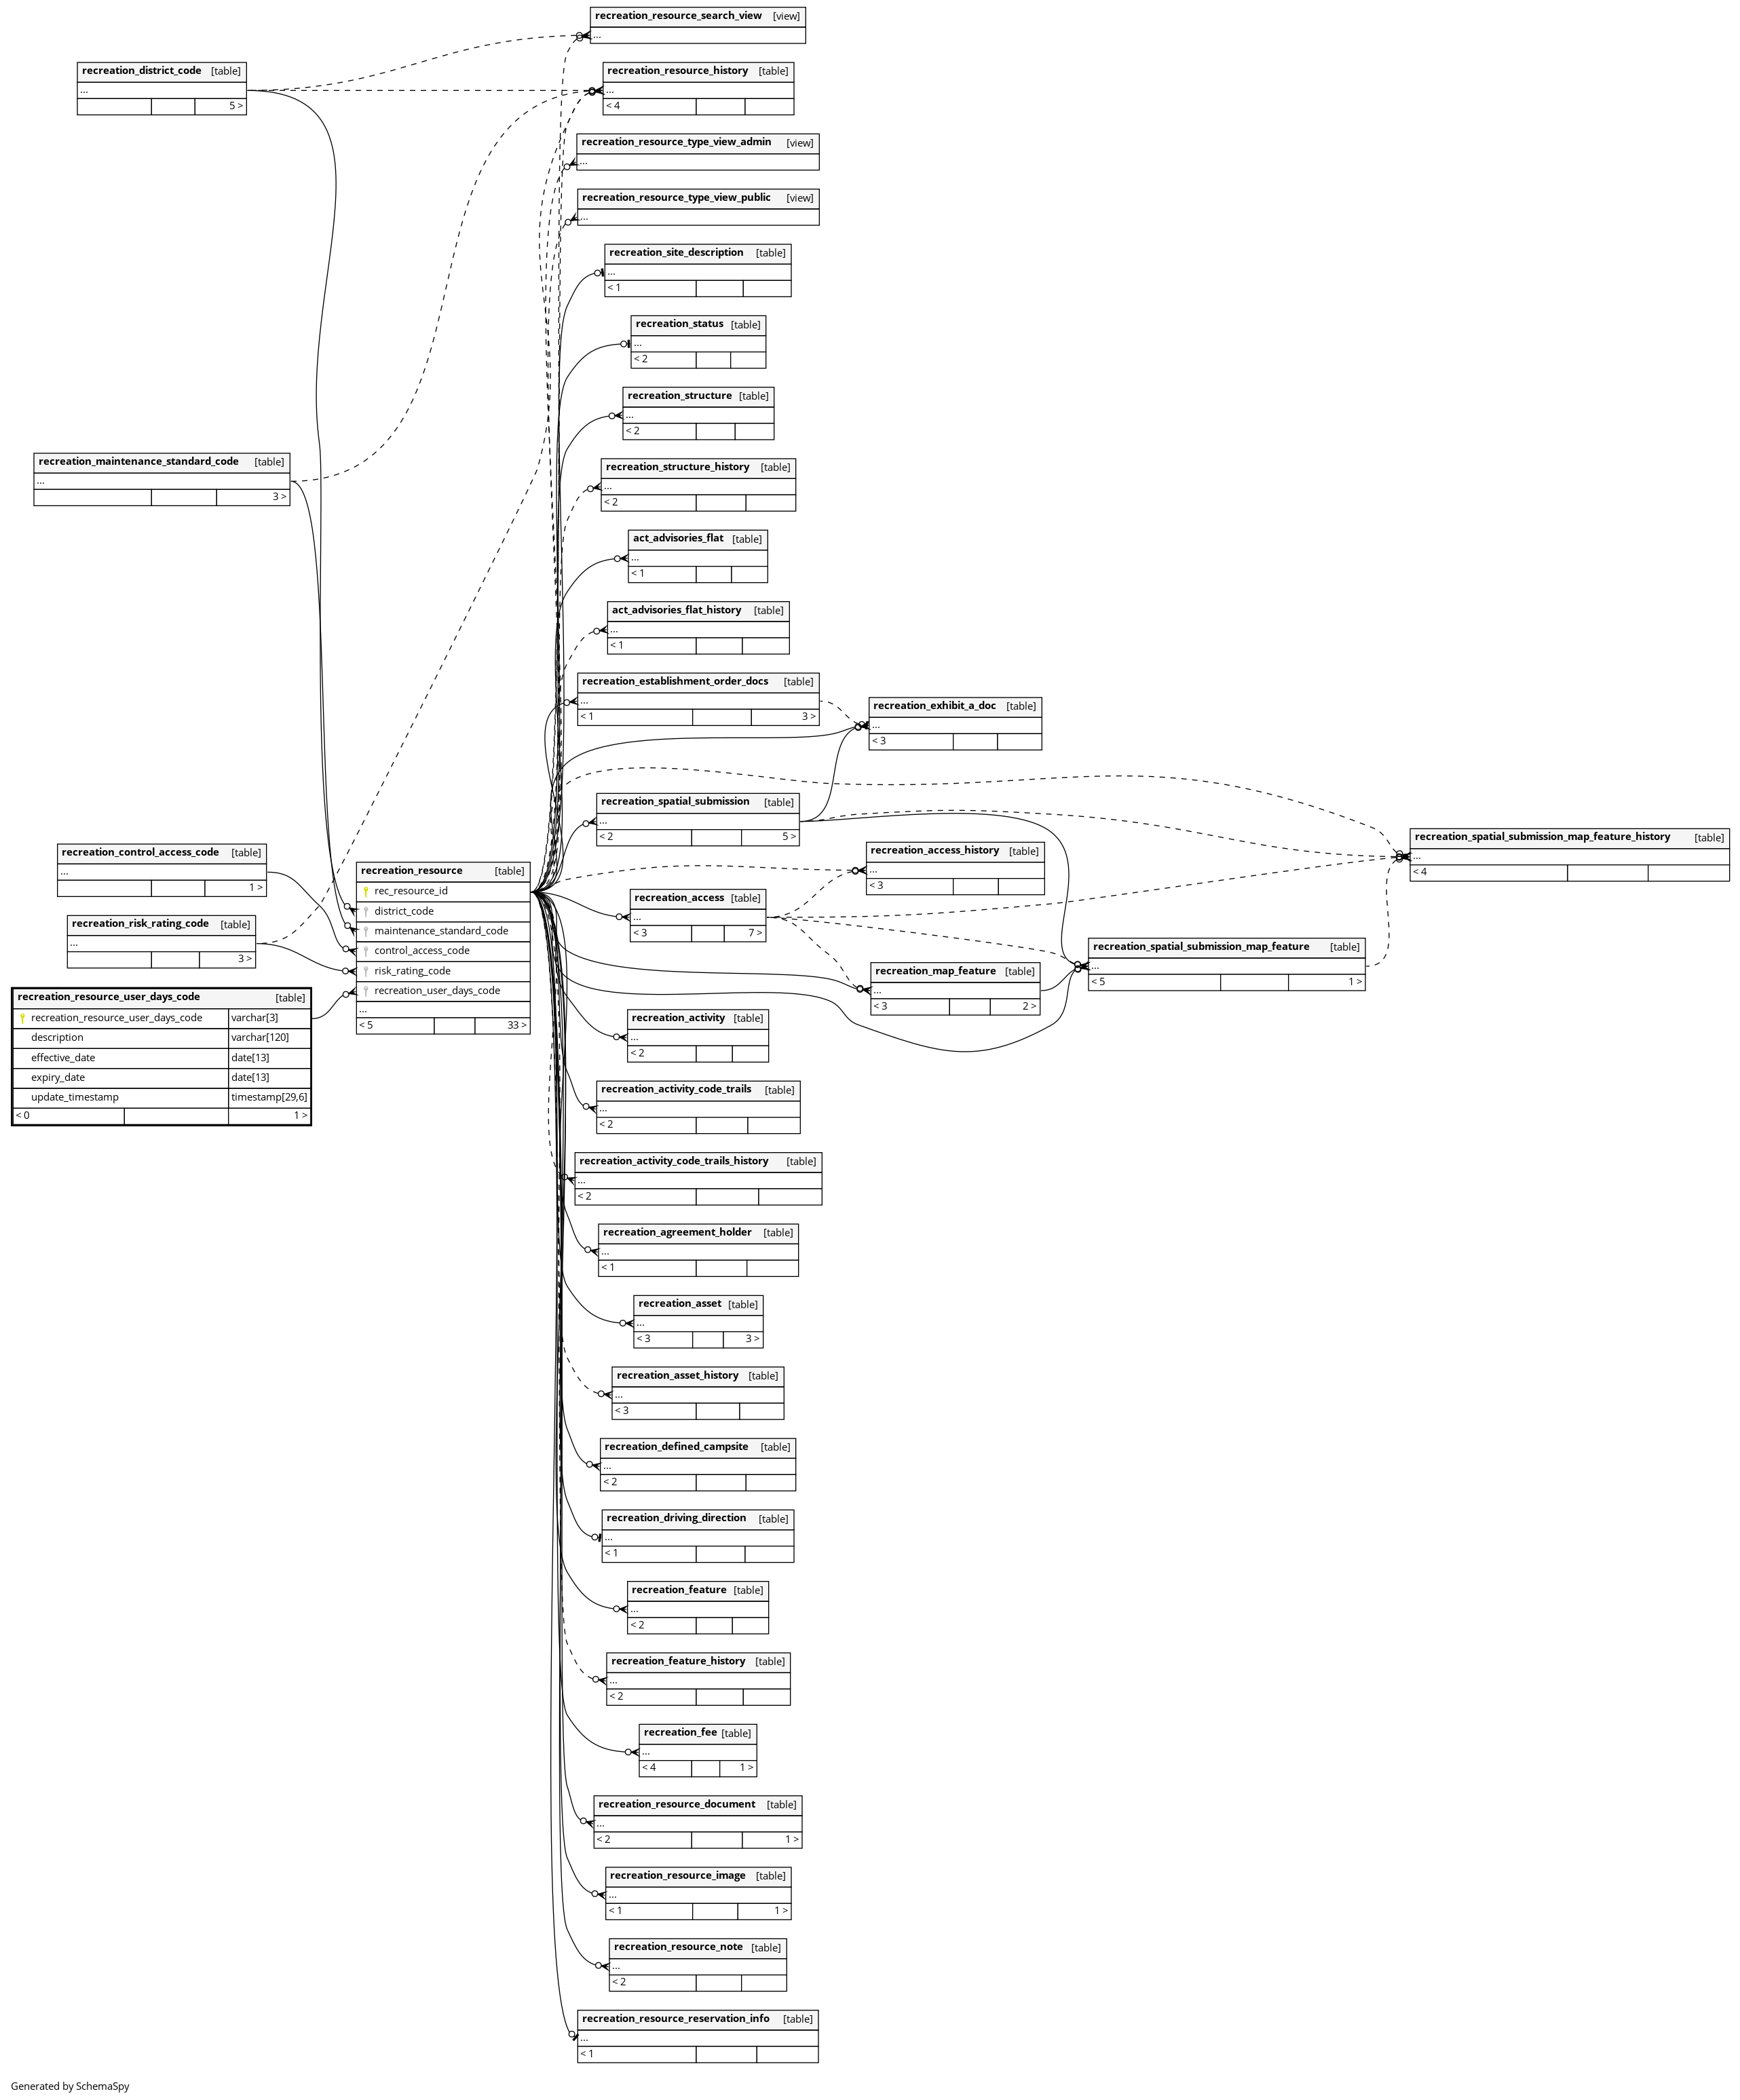 recreation_resource_search_view [view]
...
recreation_district_code [table]
...
5 >
recreation_resource_history [table]
...
< 4
recreation_resource_type_view_admin [view]
...
recreation_resource_type_view_public [view]
...
recreation_site_description [table]
...
< 1
recreation_status [table]
...
< 2
recreation_structure [table]
...
< 2
recreation_maintenance_standard_code [table]
...
3 >
recreation_structure_history [table]
...
< 2
act_advisories_flat [table]
...
< 1
act_advisories_flat_history [table]
...
< 1
recreation_establishment_order_docs [table]
...
< 1 3 >
recreation_exhibit_a_doc [table]
...
< 3
recreation_spatial_submission [table]
...
< 2 5 >
recreation_spatial_submission_map_feature_history [table]
...
< 4
recreation_access_history [table]
...
< 3
recreation_control_access_code [table]
...
1 >
recreation_risk_rating_code [table]
...
3 >
recreation_resource [table]
rec_resource_id
district_code
maintenance_standard_code
control_access_code
risk_rating_code
recreation_user_days_code
...
< 5 33 >
recreation_access [table]
...
< 3 7 >
recreation_spatial_submission_map_feature [table]
...
< 5 1 >
recreation_map_feature [table]
...
< 3 2 >
recreation_resource_user_days_code [table]
recreation_resource_user_days_code varchar[3]
description varchar[120]
effective_date date[13]
expiry_date date[13]
update_timestamp timestamp[29,6]
< 0 1 >
recreation_activity [table]
...
< 2
recreation_activity_code_trails [table]
...
< 2
recreation_activity_code_trails_history [table]
...
< 2
recreation_agreement_holder [table]
...
< 1
recreation_asset [table]
...
< 3 3 >
recreation_asset_history [table]
...
< 3
recreation_defined_campsite [table]
...
< 2
recreation_driving_direction [table]
...
< 1
recreation_feature [table]
...
< 2
recreation_feature_history [table]
...
< 2
recreation_fee [table]
...
< 4 1 >
recreation_resource_document [table]
...
< 2 1 >
recreation_resource_image [table]
...
< 1 1 >
recreation_resource_note [table]
...
< 2
recreation_resource_reservation_info [table]
...
< 1
Generated by SchemaSpy